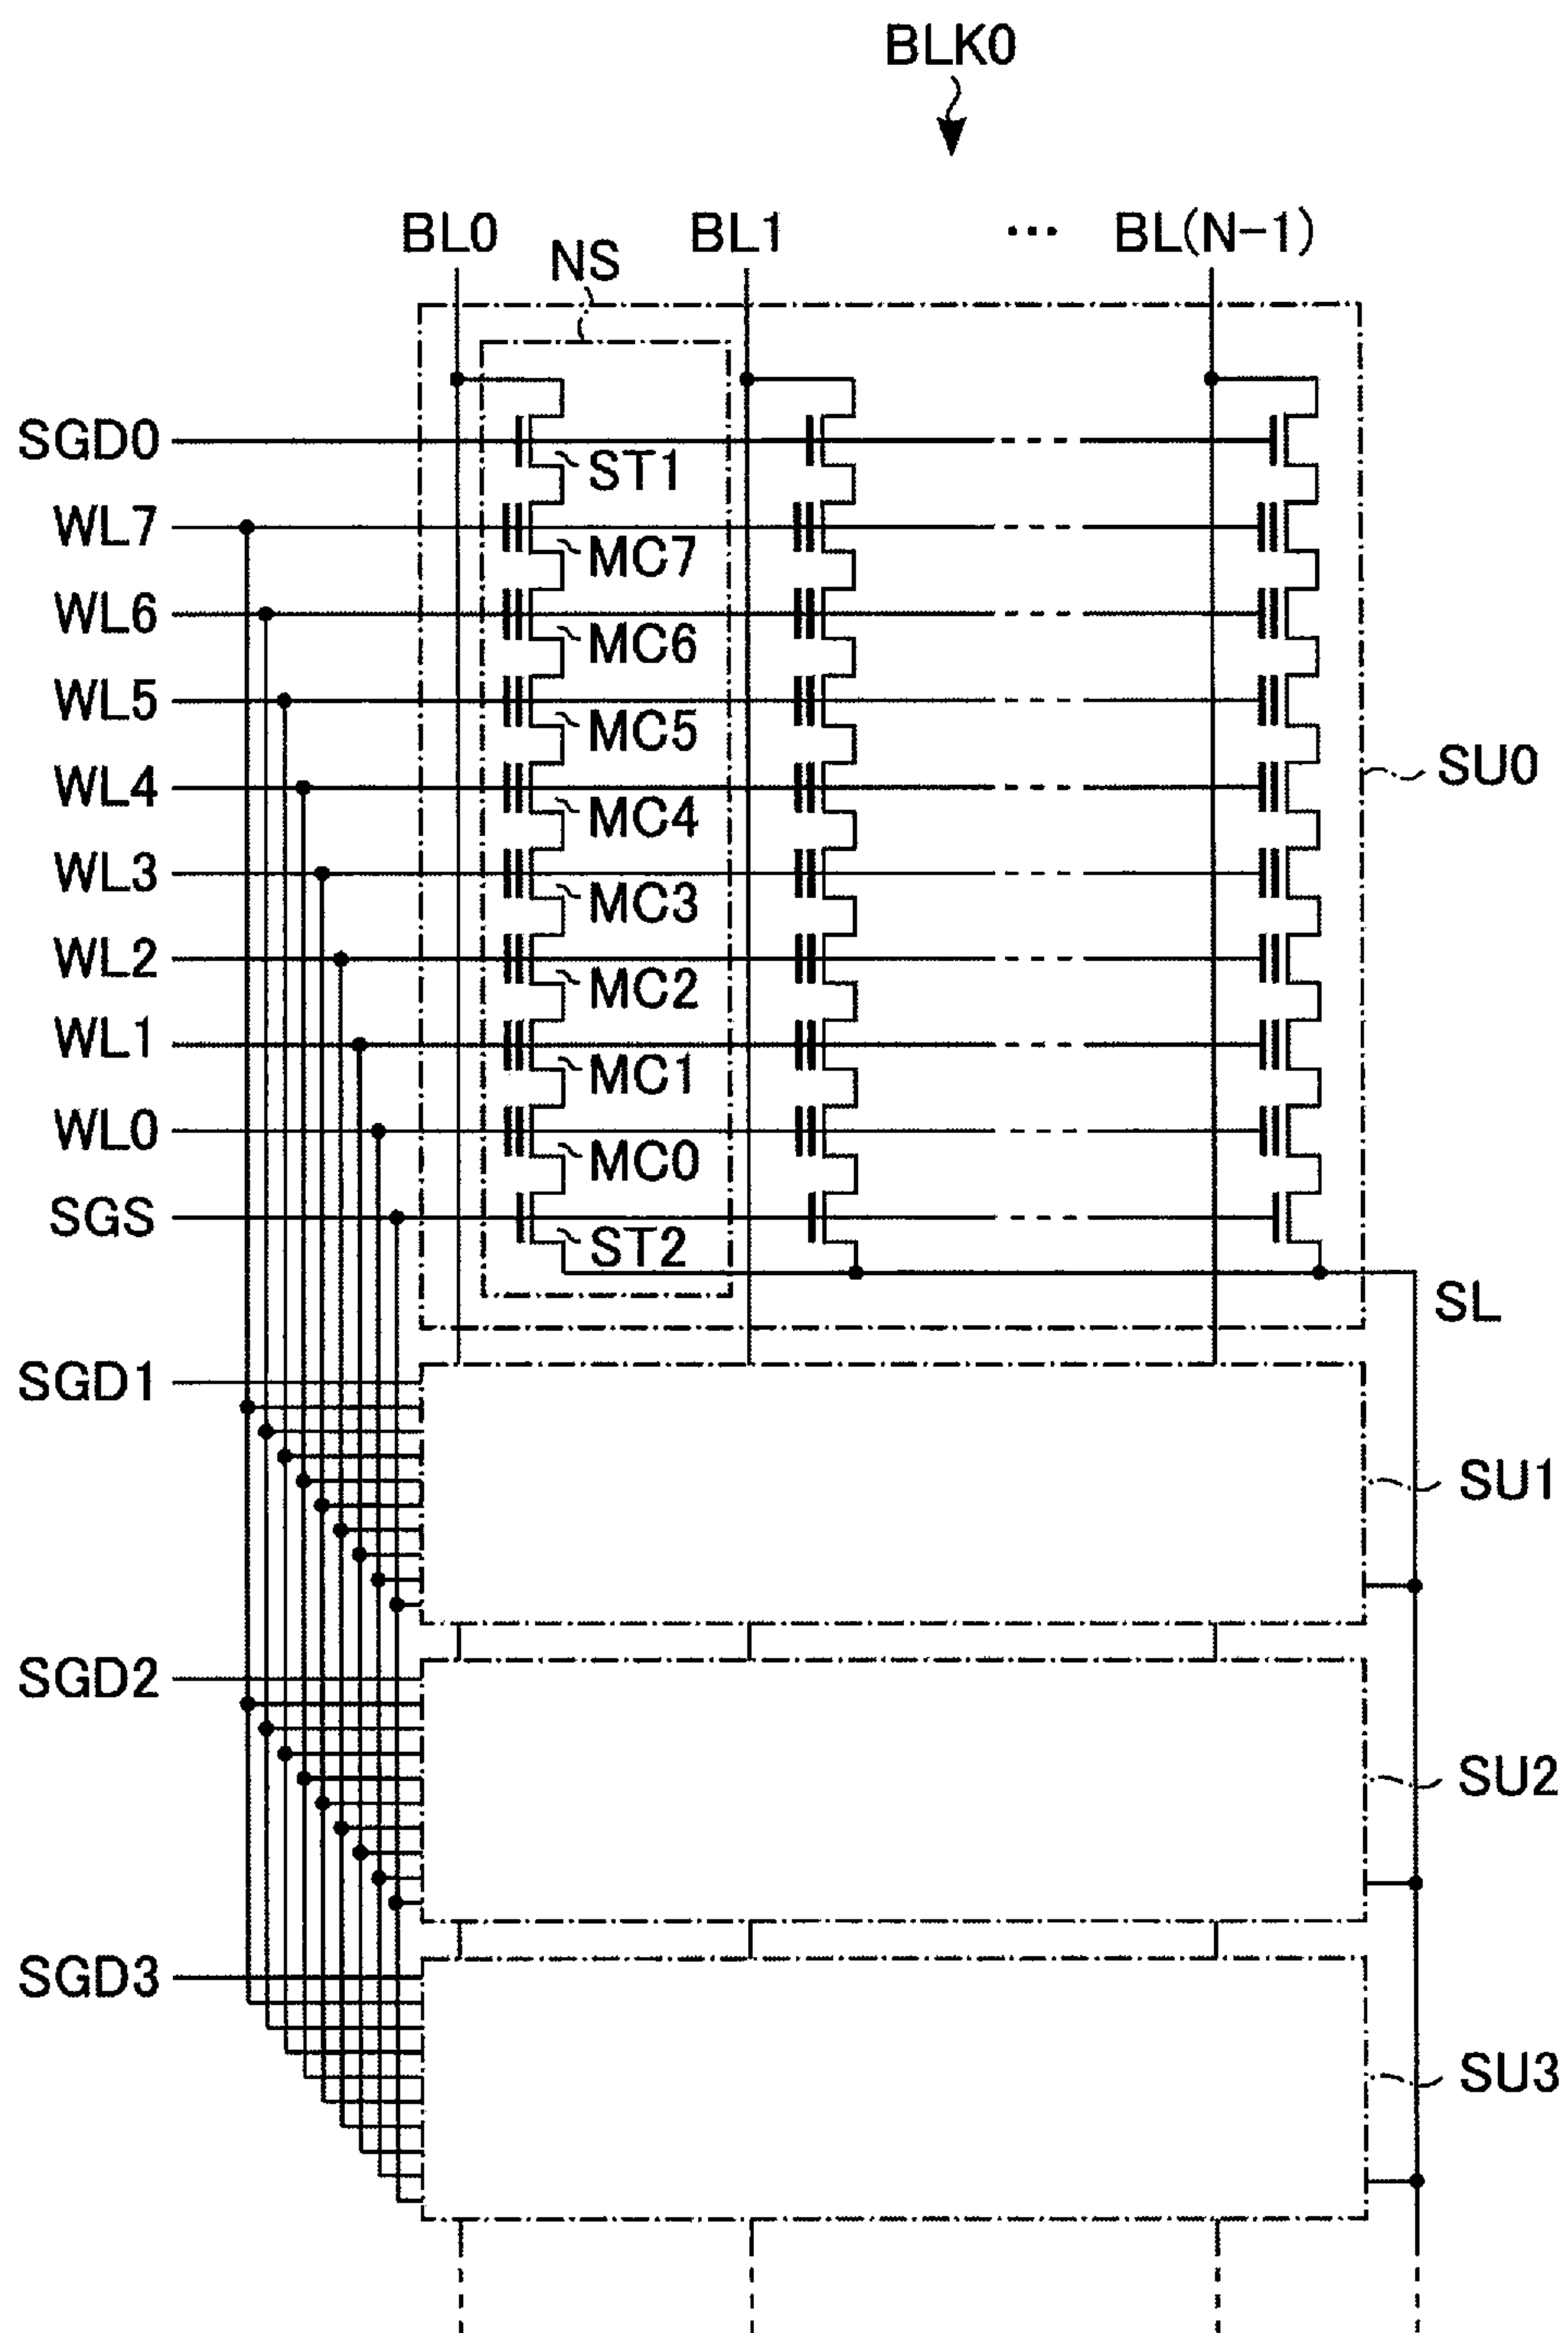 BLK0
BL0 NS BL1 ... BL(N-1)
SGD0
ST1
WL7
MC7
WL6
MC6
WL5
MC5
WL4
MC4
SU0
WL3
MC3
WL2
MC2
WL1
MC1
WL0
MC0
SGS
ST2
SL
SGD1
SU1
SGD2
SU2
SGD3
SU3